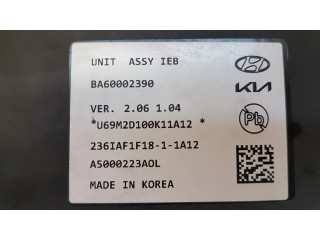 UNIT ASSY IEB
BA60002390
KIA
VER. 2.06 1.04
*U69M2D100K11A12 *
Pb
236IAF1F18-1-1A12
A5000223AOL
MADE IN KOREA